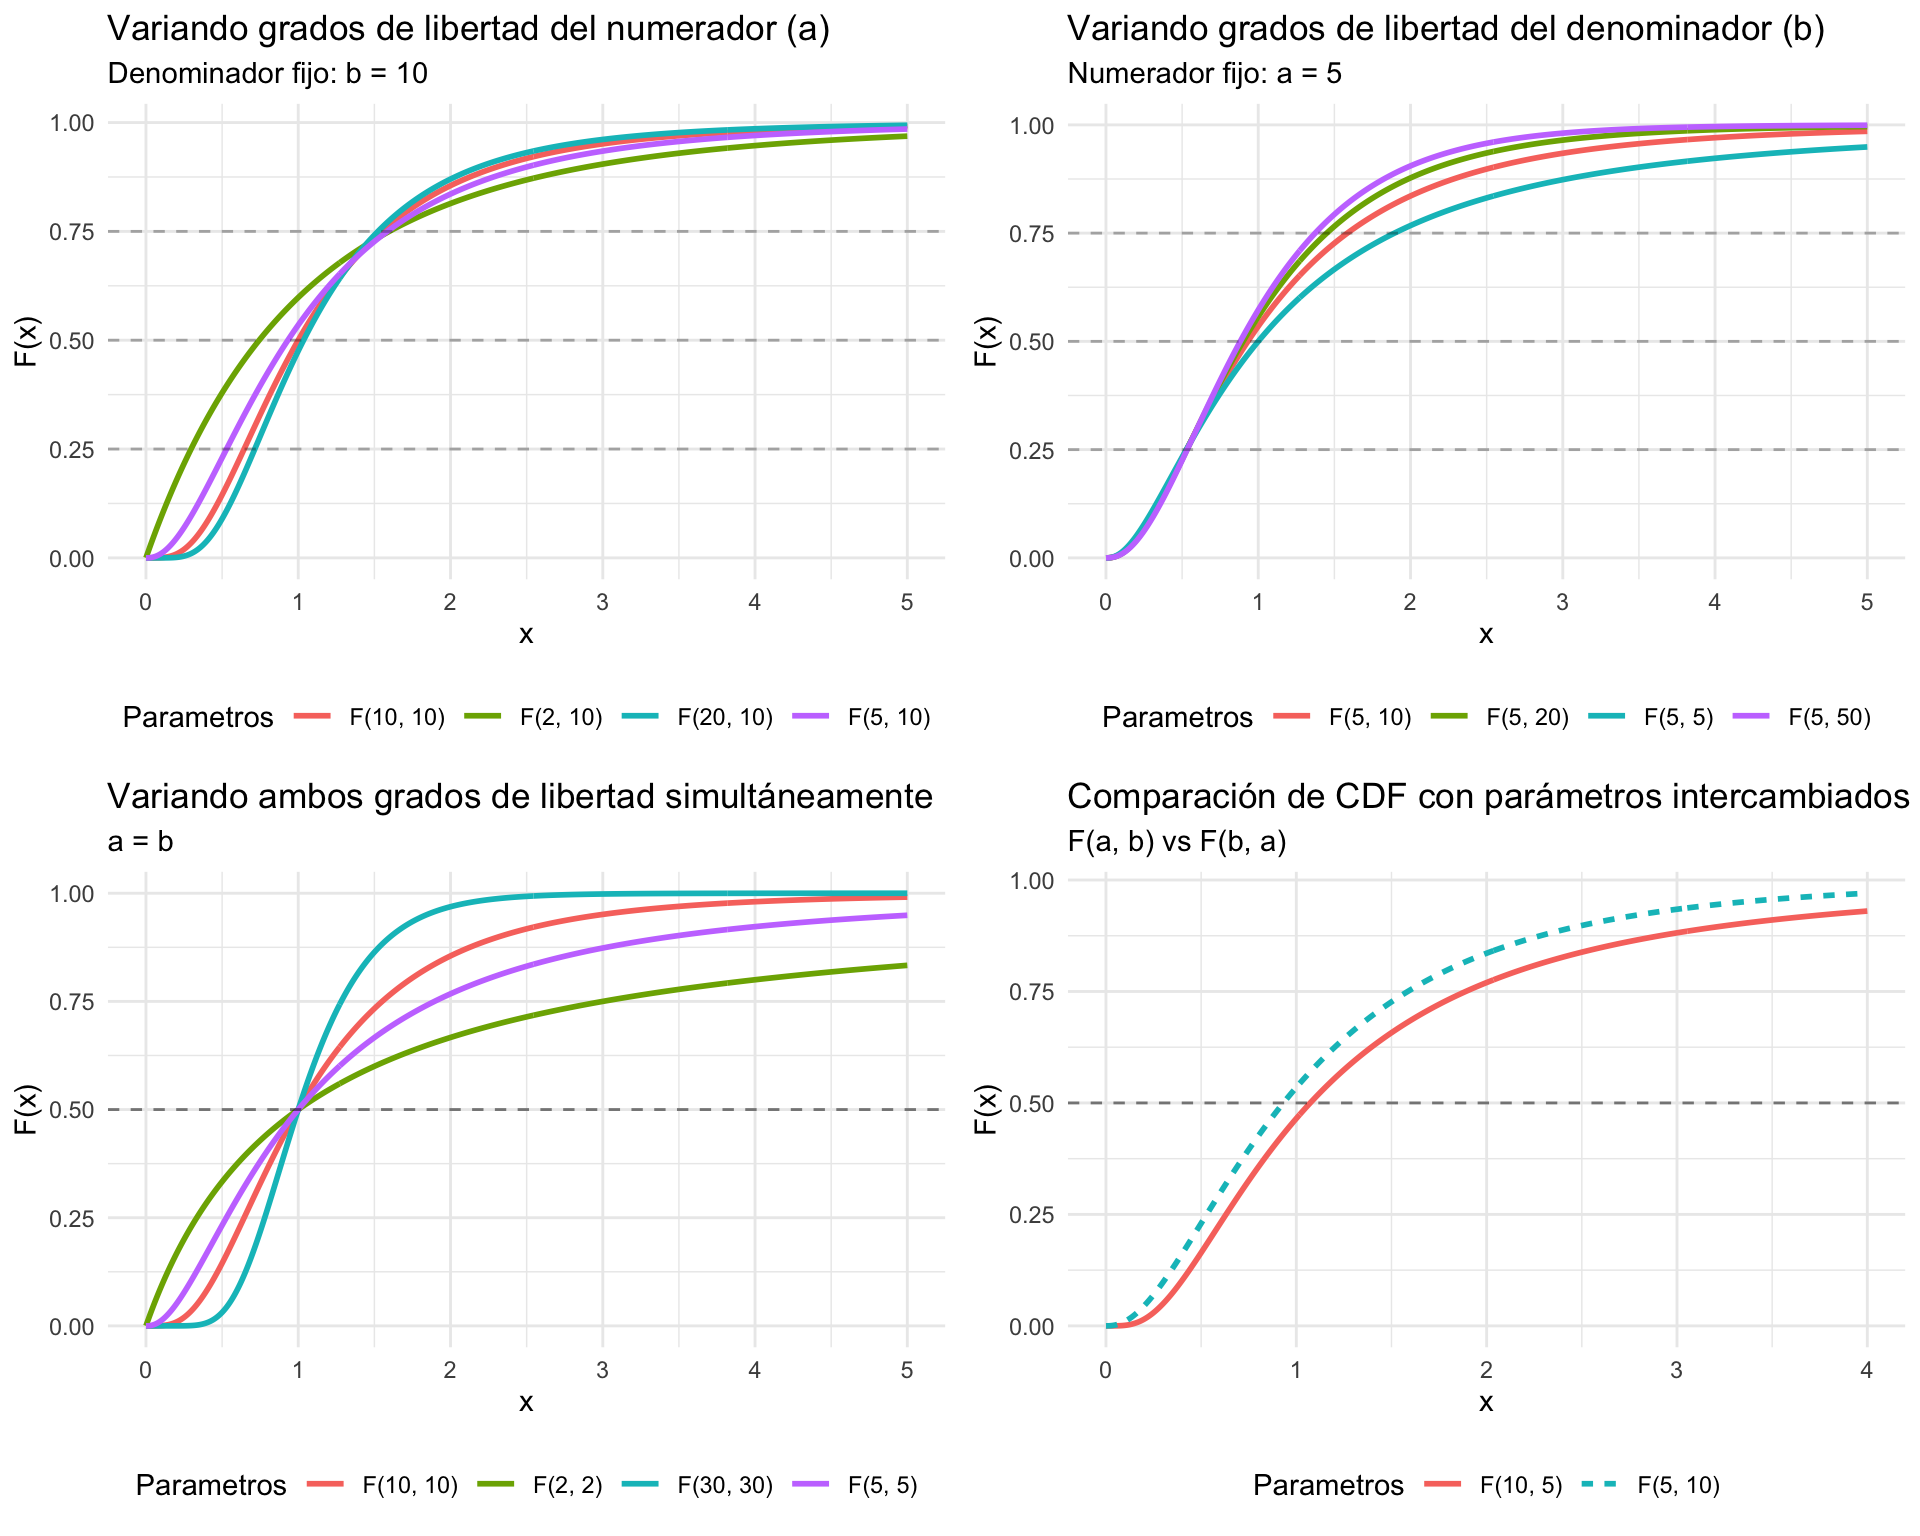 Variando grados de libertad del numerador (a)
Denominador fijo: b = 10
1.00
0.75
0.50
0.25
0.00
F(x)
0 1 2 3 4 5
x
Parametros F(10, 10) F(2, 10) F(20, 10) F(5, 10)
Variando grados de libertad del denominador (b)
Numerador fijo: a = 5
1.00
0.75
0.50
0.25
0.00
F(x)
0 1 2 3 4 5
x
Parametros F(5, 10) F(5, 20) F(5, 5) F(5, 50)
Variando ambos grados de libertad simultáneamente
a = b
1.00
0.75
0.50
0.25
0.00
F(x)
0 1 2 3 4 5
x
Parametros F(10, 10) F(2, 2) F(30, 30) F(5, 5)
Comparación de CDF con parámetros intercambiados
F(a, b) vs F(b, a)
1.00
0.75
0.50
0.25
0.00
F(x)
0 1 2 3 4
x
Parametros F(10, 5) F(5, 10)